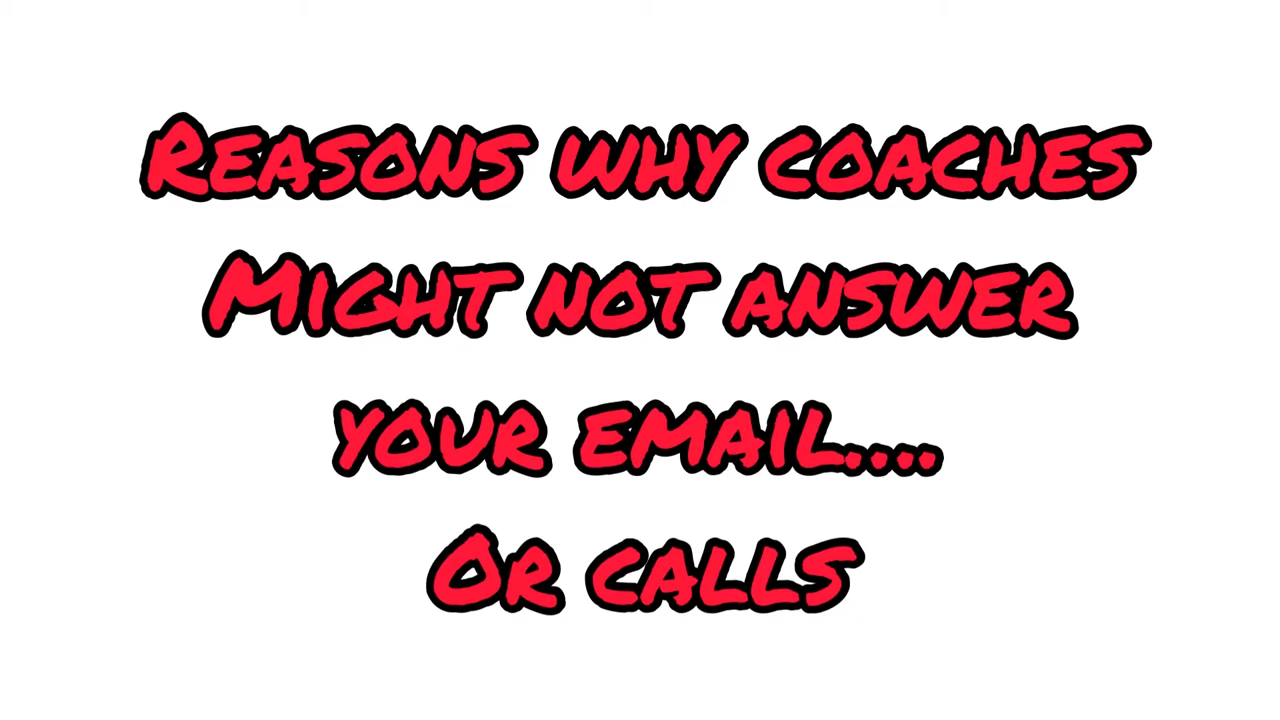 Reasons why coaches
Might not answer
your email....
Or calls